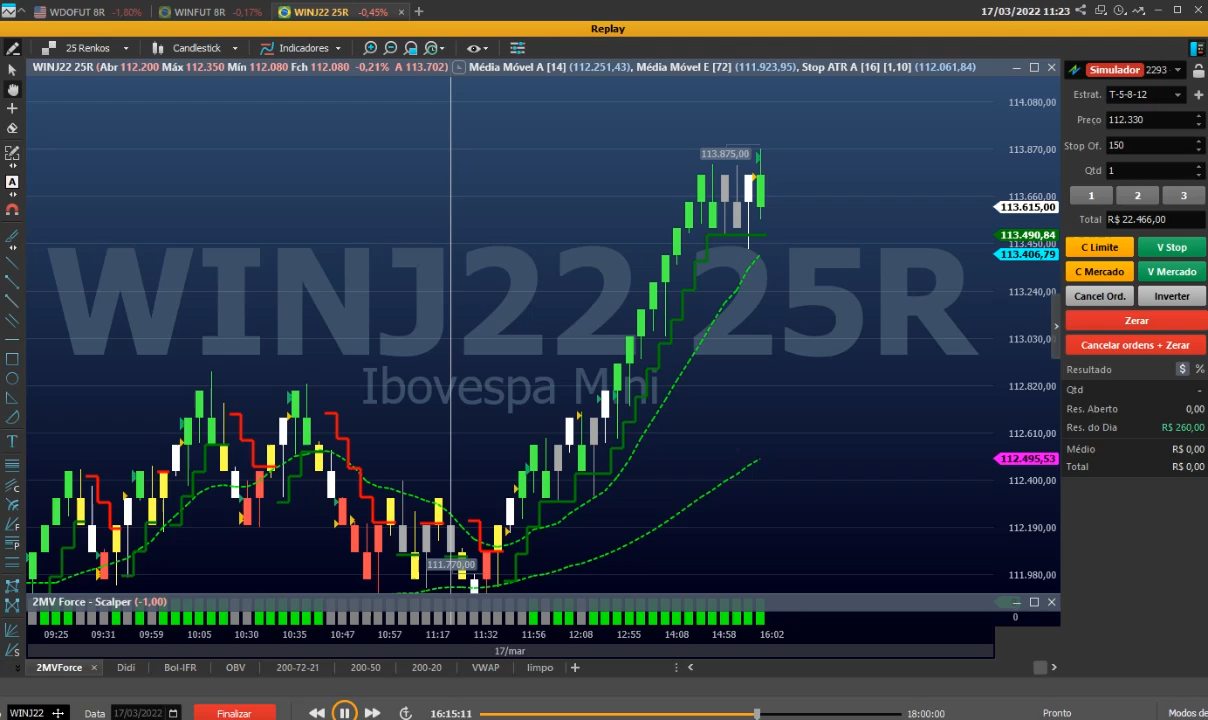 WDOFUT 8R -1,80%
WINFUT 8R -0,17%
WINJ22 25R -0,45%
17/03/2022 11:23
Replay
25 Renkos
Candlestick
Indicadores
WINJ22 25R (Abr 112.200 Máx 112.350 Mín 112.080 Fch 112.080 -0,21% A 113.702)
Média Móvel A [14] (112.251,43), Média Móvel E [72] (111.923,95), Stop ATR A [16] [1,10] (112.061,84)
WINJ22 25R
Ibovespa Mini
113.875,00
111.770,00
114.080,00
113.870,00
113.660,00
113.615,00
113.490,84
113.450,00
113.406,79
113.240,00
113.030,00
112.820,00
112.610,00
112.495,53
112.400,00
112.190,00
111.980,00
Simulador 2293
Estrat. T-5-8-12
Preço 112.330
Stop Of. 150
Qtd 1
1 2 3
Total R$ 22.466,00
C Limite V Stop
C Mercado V Mercado
Cancel Ord. Inverter
Zerar
Cancelar ordens + Zerar
Resultado $ %
Qtd -
Res. Aberto 0,00
Res. do Dia R$ 260,00
Médio R$ 0,00
Total R$ 0,00
2MV Force - Scalper (-1,00)
0
09:25 09:31 09:59 10:05 10:30 10:35 10:47 10:57 11:17 11:32 11:56 12:08 12:55 14:08 14:58 16:02
17/mar
2MVForce Didi Bol-IFR OBV 200-72-21 200-50 200-20 VWAP limpo
WINJ22 Data 17/03/2022 Finalizar 16:15:11 18:00:00 Pronto Modos de